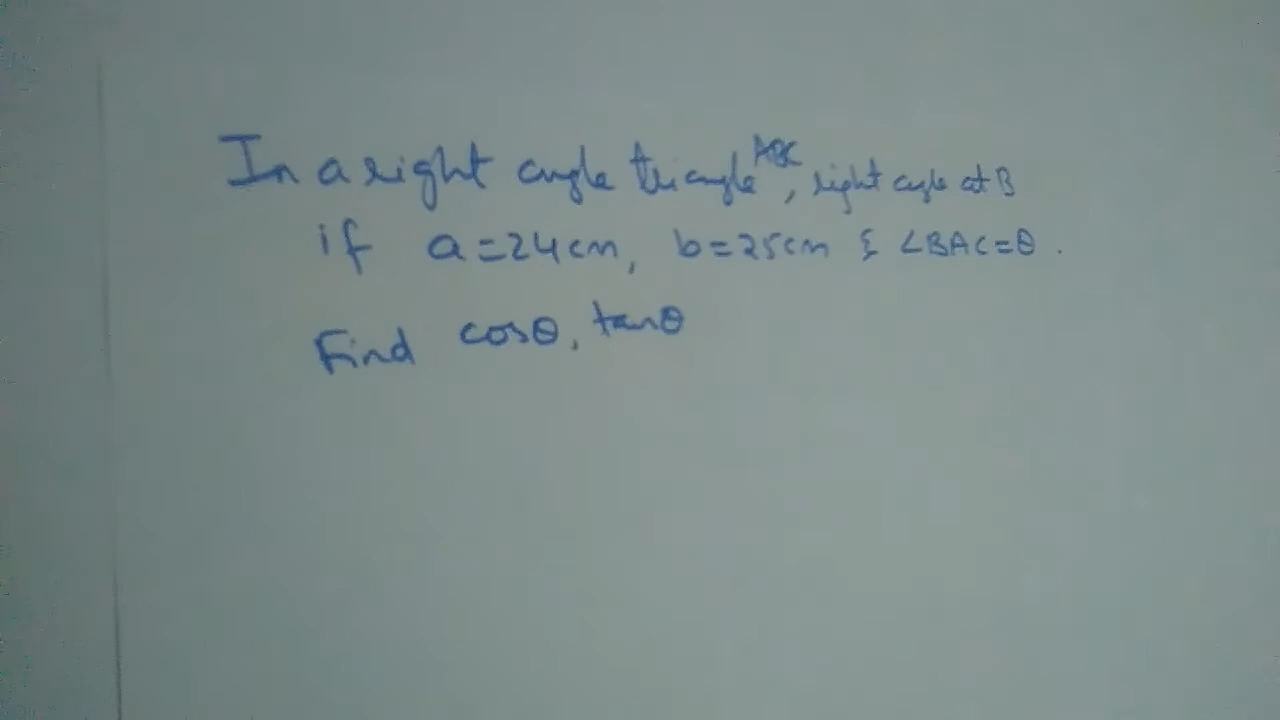 In a right angle triangle ABC, right angle at B
if a=24cm, b=25cm & ∠BAC=θ.
Find cosθ, tanθ